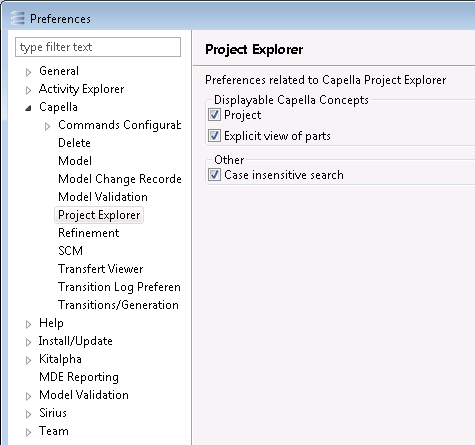 Preferences
type filter text
General
Activity Explorer
Capella
Commands Configurab
Delete
Model
Model Change Recorde
Model Validation
Project Explorer
Refinement
SCM
Transfert Viewer
Transition Log Preferen
Transitions/Generation
Help
Install/Update
Kitalpha
MDE Reporting
Model Validation
Sirius
Team
Project Explorer
Preferences related to Capella Project Explorer
Displayable Capella Concepts
Project
Explicit view of parts
Other
Case insensitive search